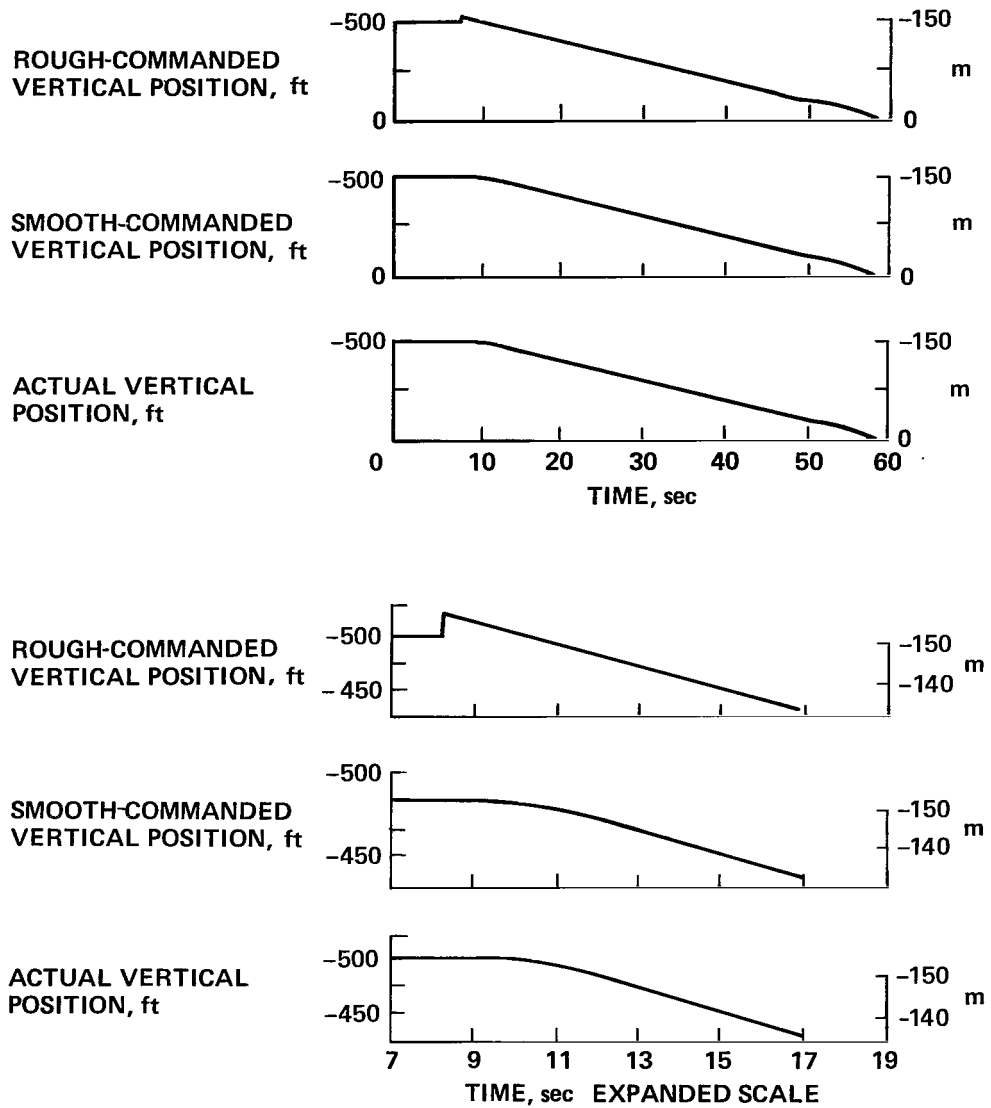 ROUGH-COMMANDED
VERTICAL POSITION, ft
-500
0
-150
m
0
SMOOTH-COMMANDED
VERTICAL POSITION, ft
-500
0
-150
m
0
ACTUAL VERTICAL
POSITION, ft
-500
-150
m
0
0 10 20 30 40 50 60
TIME, sec
ROUGH-COMMANDED
VERTICAL POSITION, ft
-500
-450
-150
-140
m
SMOOTH-COMMANDED
VERTICAL POSITION, ft
-500
-450
-150
-140
m
ACTUAL VERTICAL
POSITION, ft
-500
-450
-150
-140
m
7 9 11 13 15 17 19
TIME, sec EXPANDED SCALE